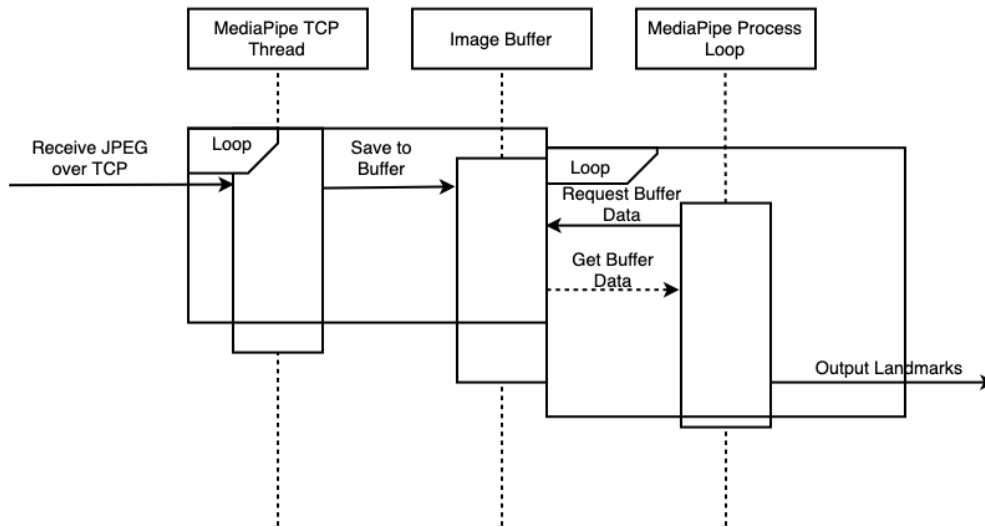 MediaPipe TCP
Thread
Image Buffer
MediaPipe Process
Loop
Receive JPEG
over TCP
Loop
Save to
Buffer
Loop
Request Buffer
Data
Get Buffer
Data
Output Landmarks